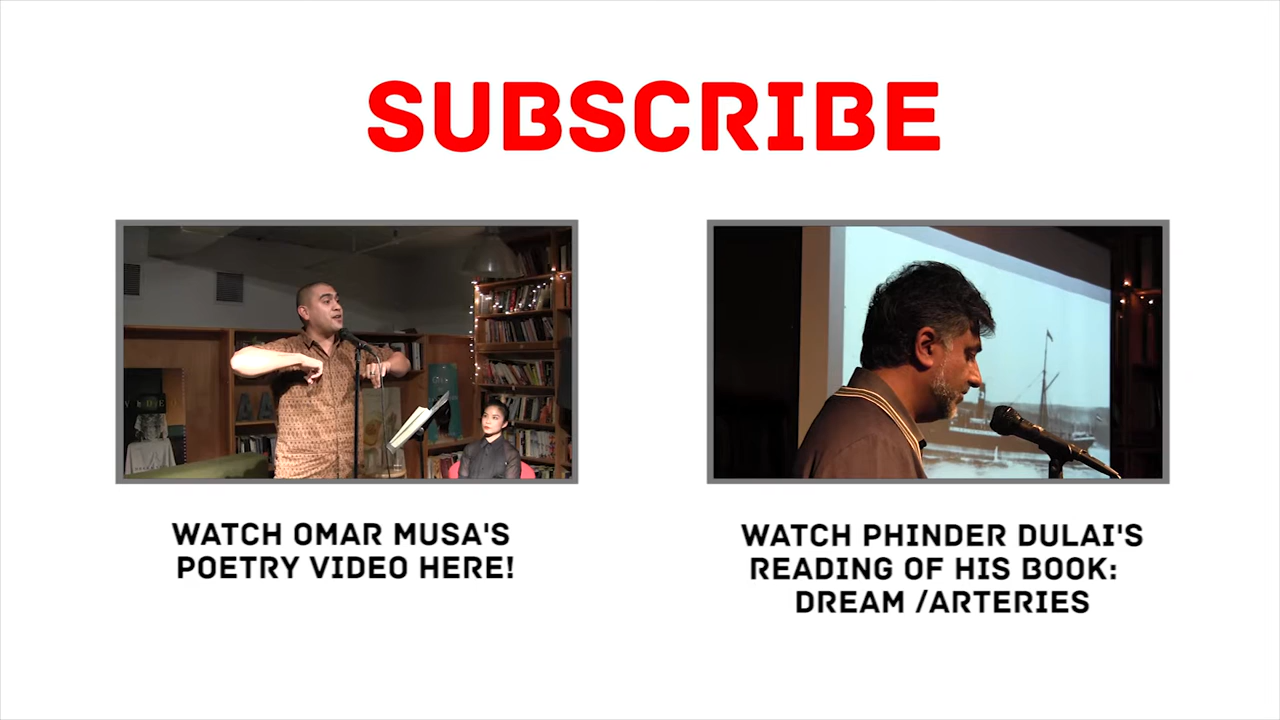 SUBSCRIBE
WATCH OMAR MUSA'S
POETRY VIDEO HERE!
WATCH PHINDER DULAI'S
READING OF HIS BOOK:
DREAM /ARTERIES